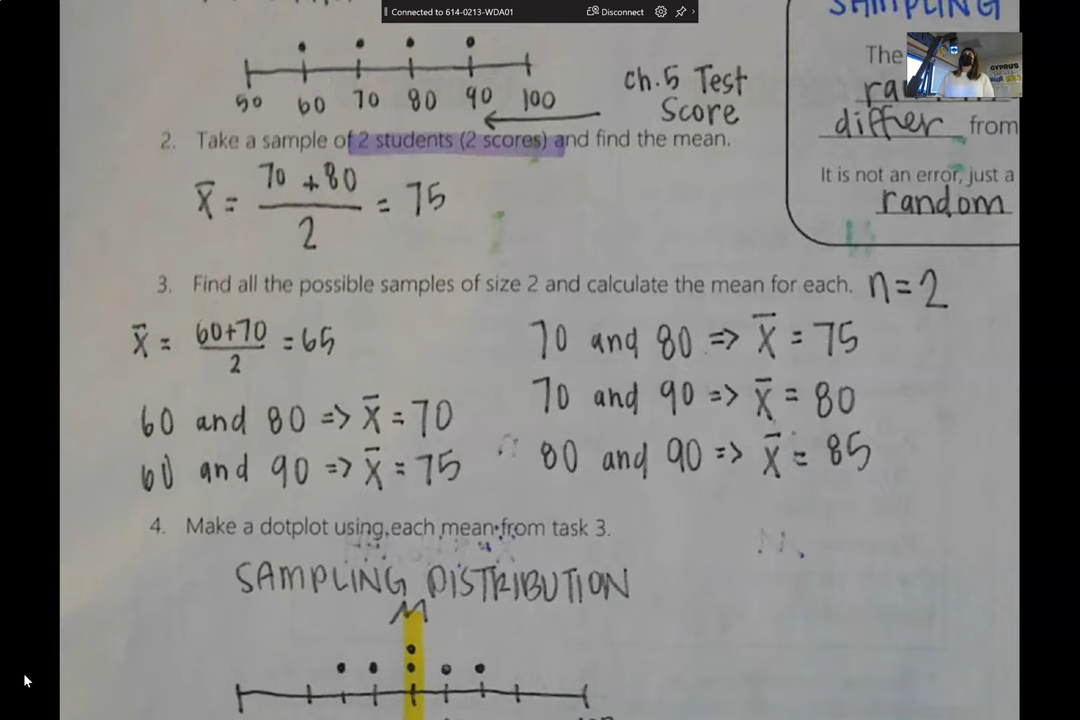 Connected to 614-0213-WDA01 Disconnect
SAMPLING
The
CYPRUS
50 60 70 80 90 100
Ch.5 Test
Score
differ from
2. Take a sample of 2 students (2 scores) and find the mean.
It is not an error, just a
random
x̄ = 70 + 80 / 2 = 75
3. Find all the possible samples of size 2 and calculate the mean for each. n=2
x̄ = 60+70 / 2 = 65
60 and 80 => x̄ = 70
60 and 90 => x̄ = 75
70 and 80 => x̄ = 75
70 and 90 => x̄ = 80
80 and 90 => x̄ = 85
4. Make a dotplot using each mean from task 3.
SAMPLING DISTRIBUTION